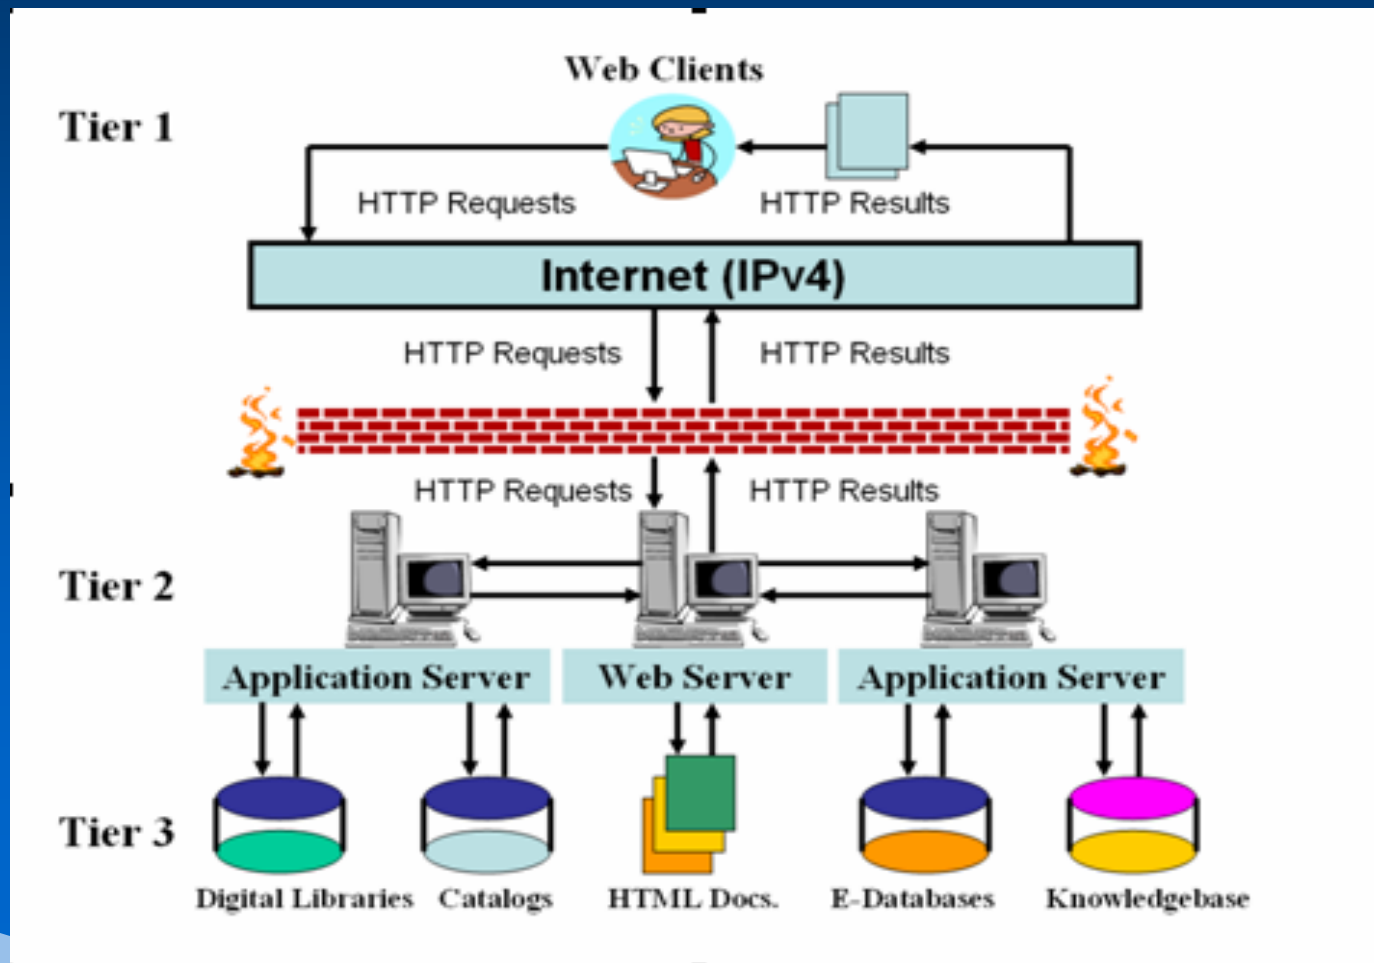 Web Clients
Tier 1
HTTP Requests
HTTP Results
Internet (IPv4)
HTTP Requests
HTTP Results
HTTP Requests
HTTP Results
Tier 2
Application Server
Web Server
Application Server
Tier 3
Digital Libraries
Catalogs
HTML Docs.
E-Databases
Knowledgebase